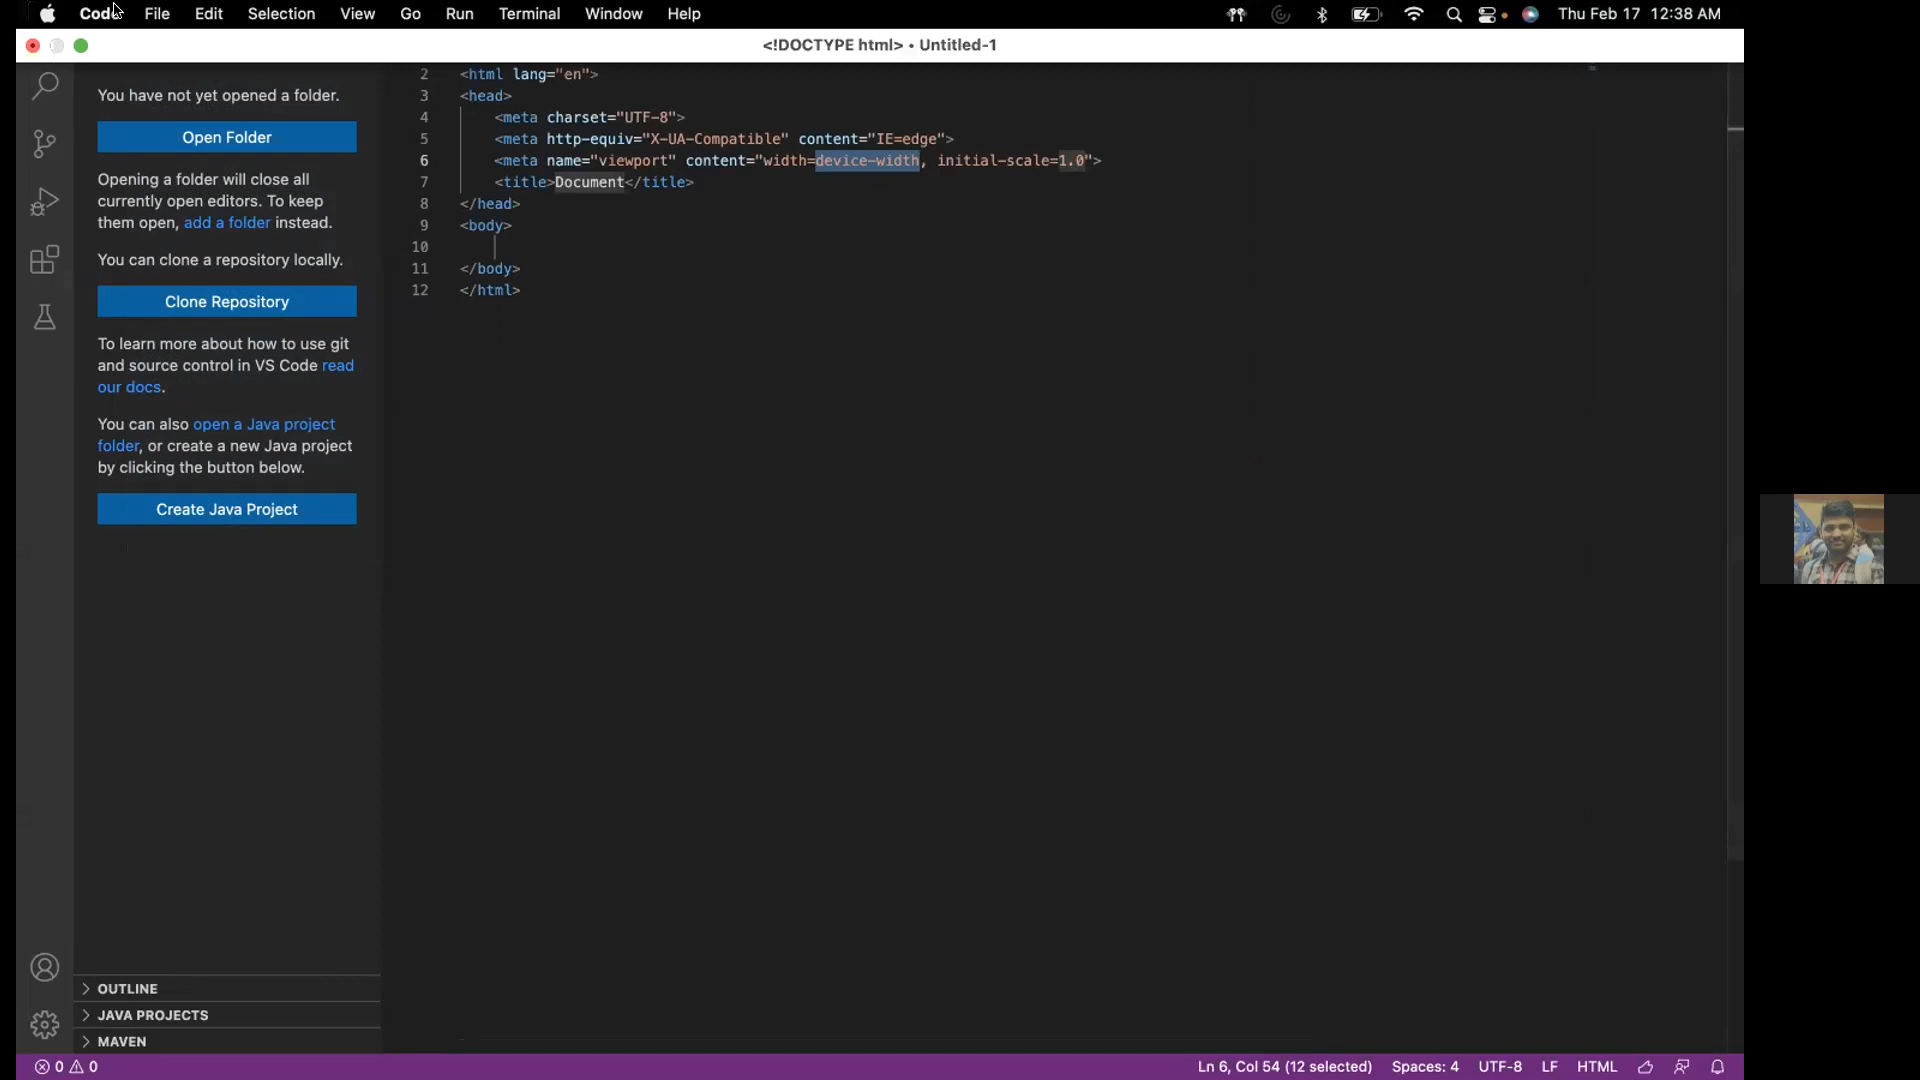 Code File Edit Selection View Go Run Terminal Window Help Thu Feb 17 12:38 AM
<!DOCTYPE html> • Untitled-1
You have not yet opened a folder.
Open Folder
Opening a folder will close all
currently open editors. To keep
them open, add a folder instead.
You can clone a repository locally.
Clone Repository
To learn more about how to use git
and source control in VS Code read
our docs.
You can also open a Java project
folder, or create a new Java project
by clicking the button below.
Create Java Project
OUTLINE
JAVA PROJECTS
MAVEN
2 <html lang="en">
3 <head>
4 <meta charset="UTF-8">
5 <meta http-equiv="X-UA-Compatible" content="IE=edge">
6 <meta name="viewport" content="width=device-width, initial-scale=1.0">
7 <title>Document</title>
8 </head>
9 <body>
10
11 </body>
12 </html>
0 0 Ln 6, Col 54 (12 selected) Spaces: 4 UTF-8 LF HTML